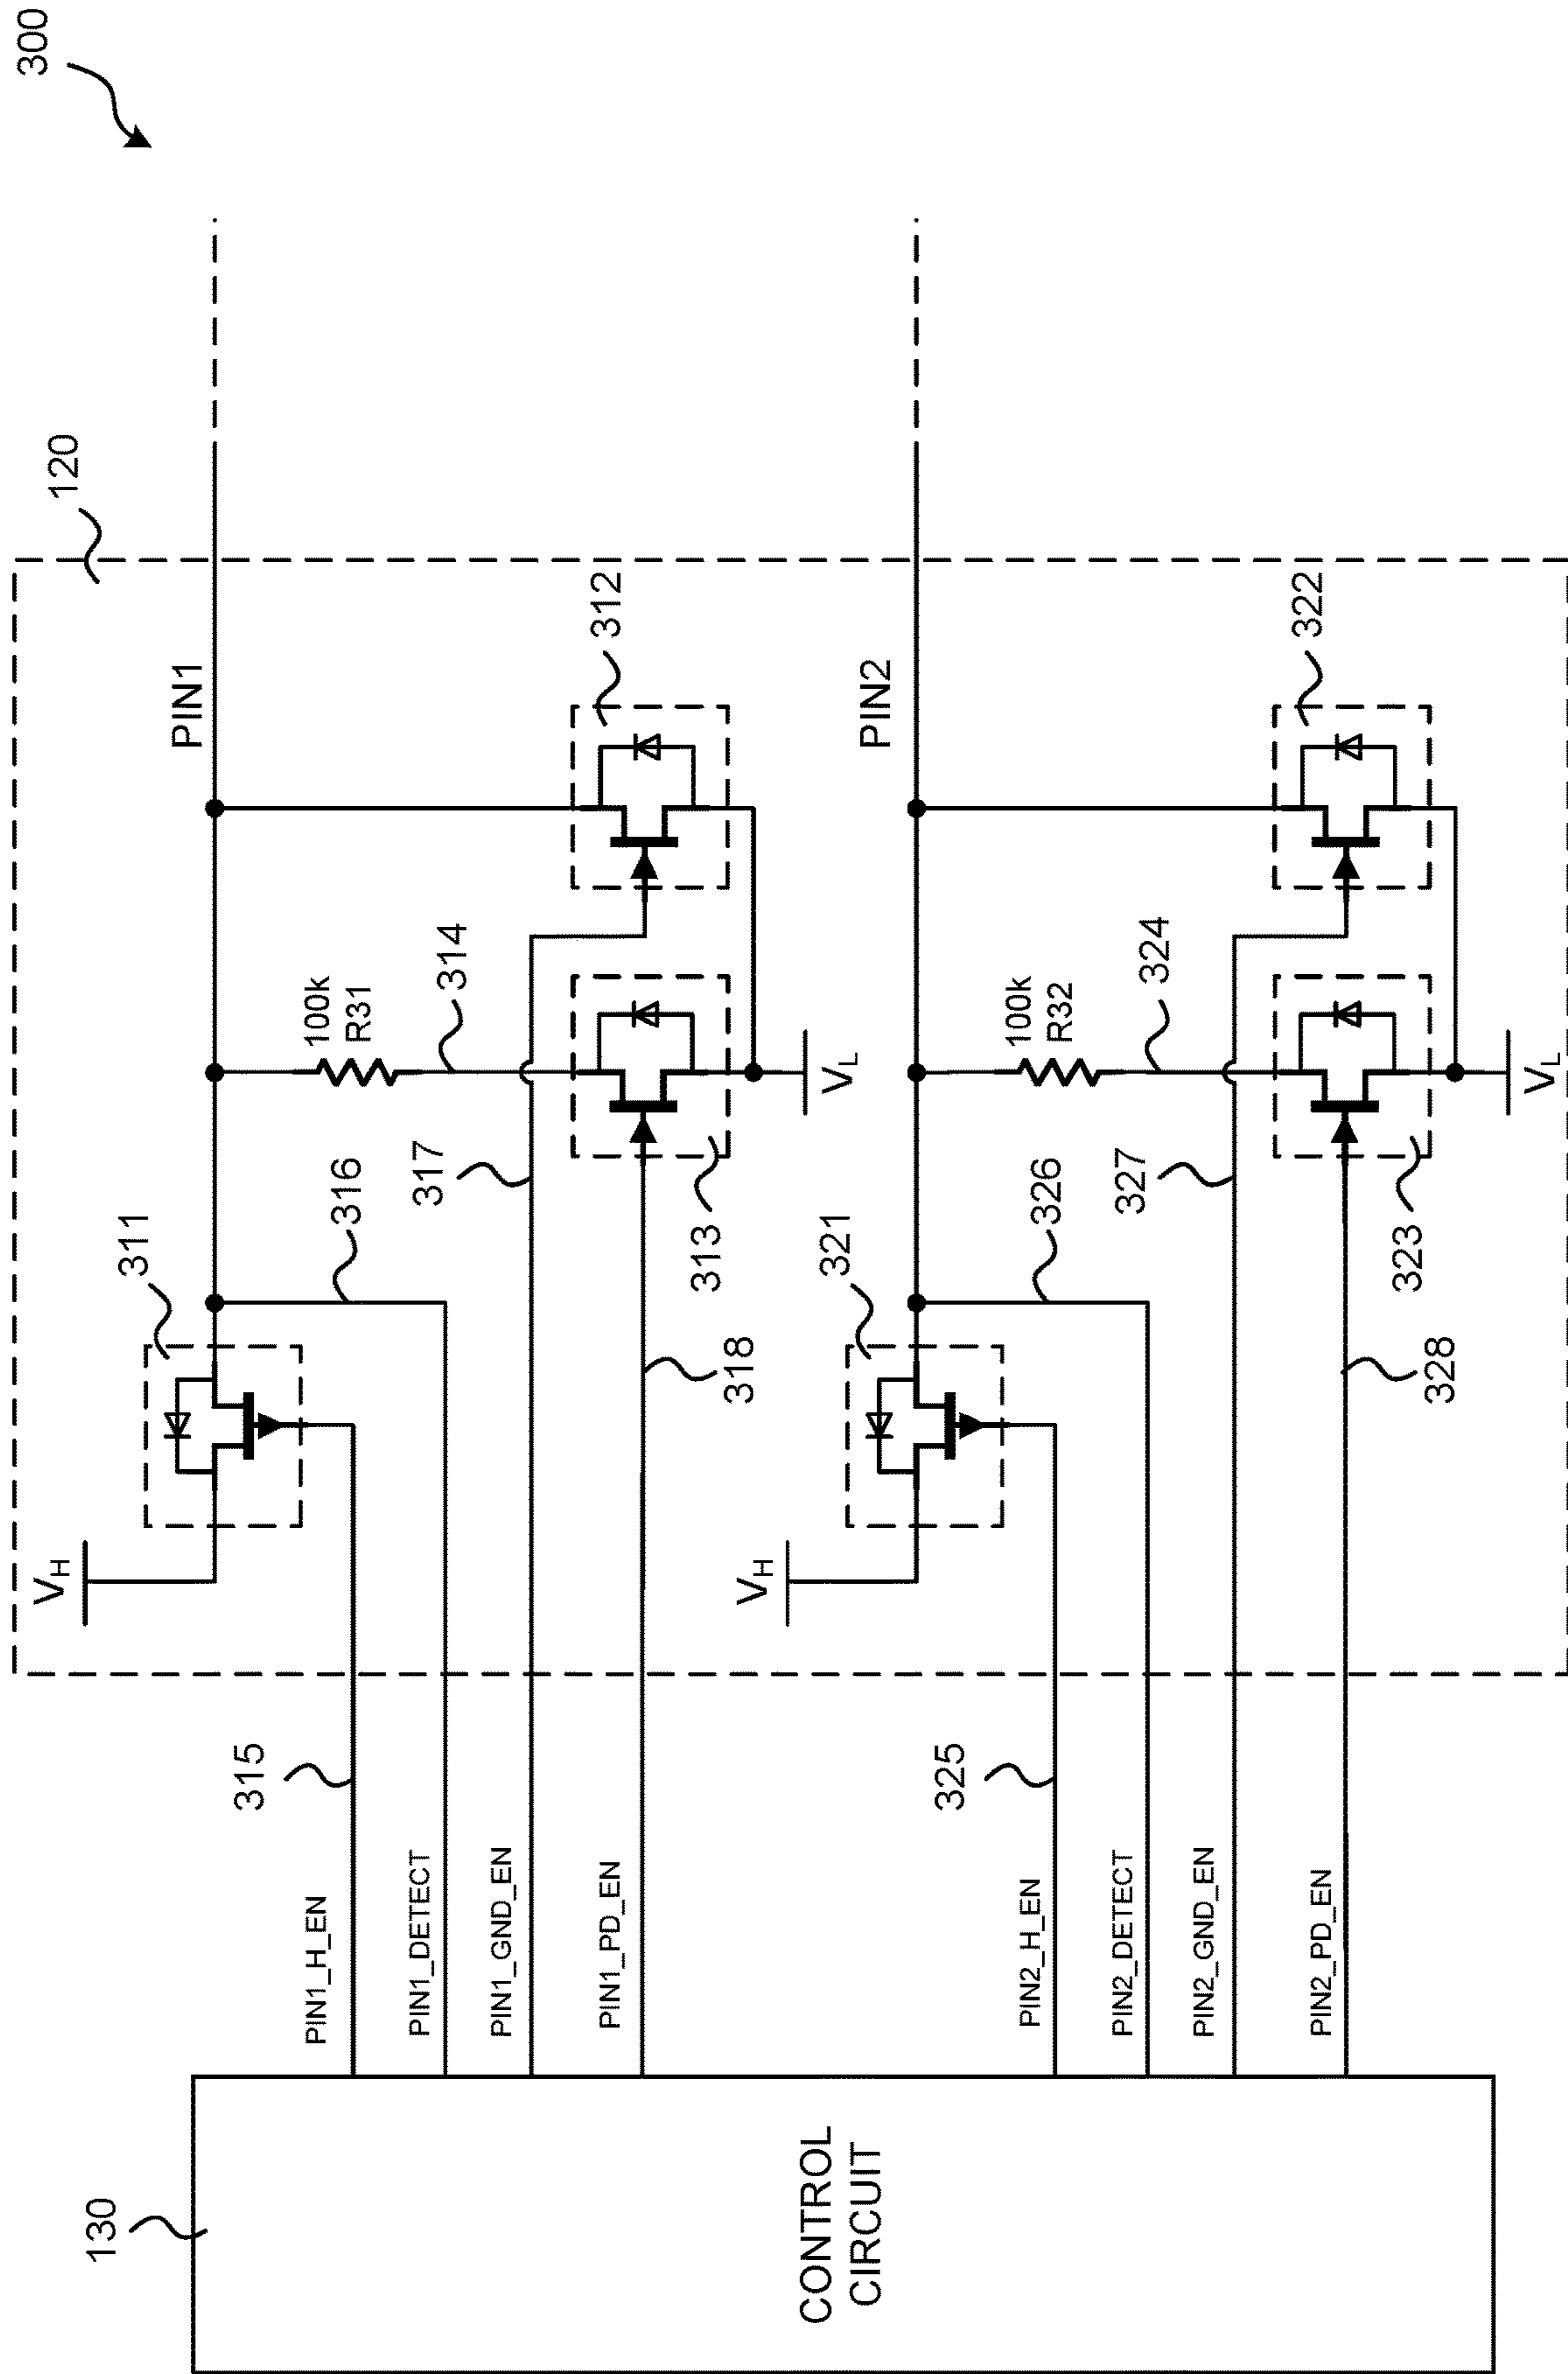 300
120
V_H
311
PIN1
315
PIN1_H_EN
316
PIN1_DETECT
317
PIN1_GND_EN
318
PIN1_PD_EN
100k
R31
314
312
313
V_L
V_H
321
PIN2
325
PIN2_H_EN
326
PIN2_DETECT
327
PIN2_GND_EN
328
PIN2_PD_EN
100k
R32
324
322
323
V_L
130
CONTROL
CIRCUIT